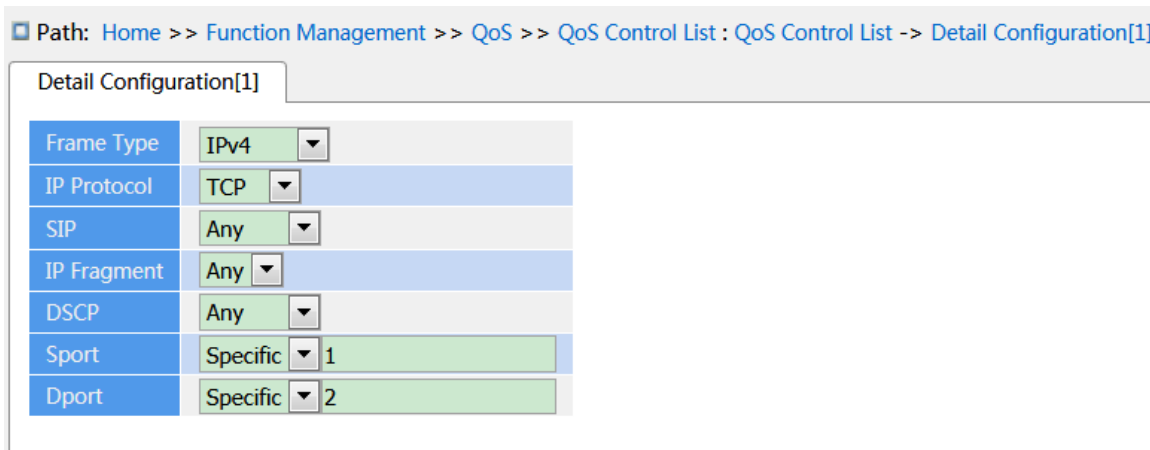 Path: Home >> Function Management >> QoS >> QoS Control List : QoS Control List -> Detail Configuration[1]
Detail Configuration[1]
Frame Type IPv4
IP Protocol TCP
SIP Any
IP Fragment Any
DSCP Any
Sport Specific 1
Dport Specific 2